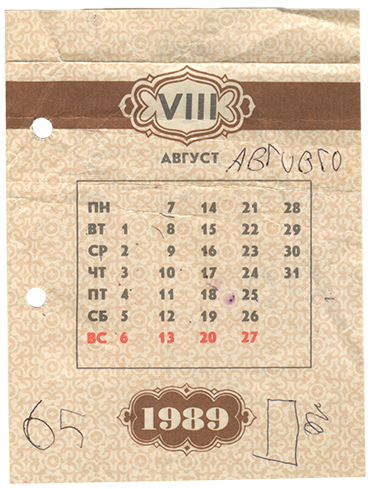 VIII
АВГУСТ АВГ
ПН 7 14 21 28
ВТ 1 8 15 22 29
СР 2 9 16 23 30
ЧТ 3 10 17 24 31
ПТ 4 11 18 25
СБ 5 12 19 26
ВС 6 13 20 27
1989